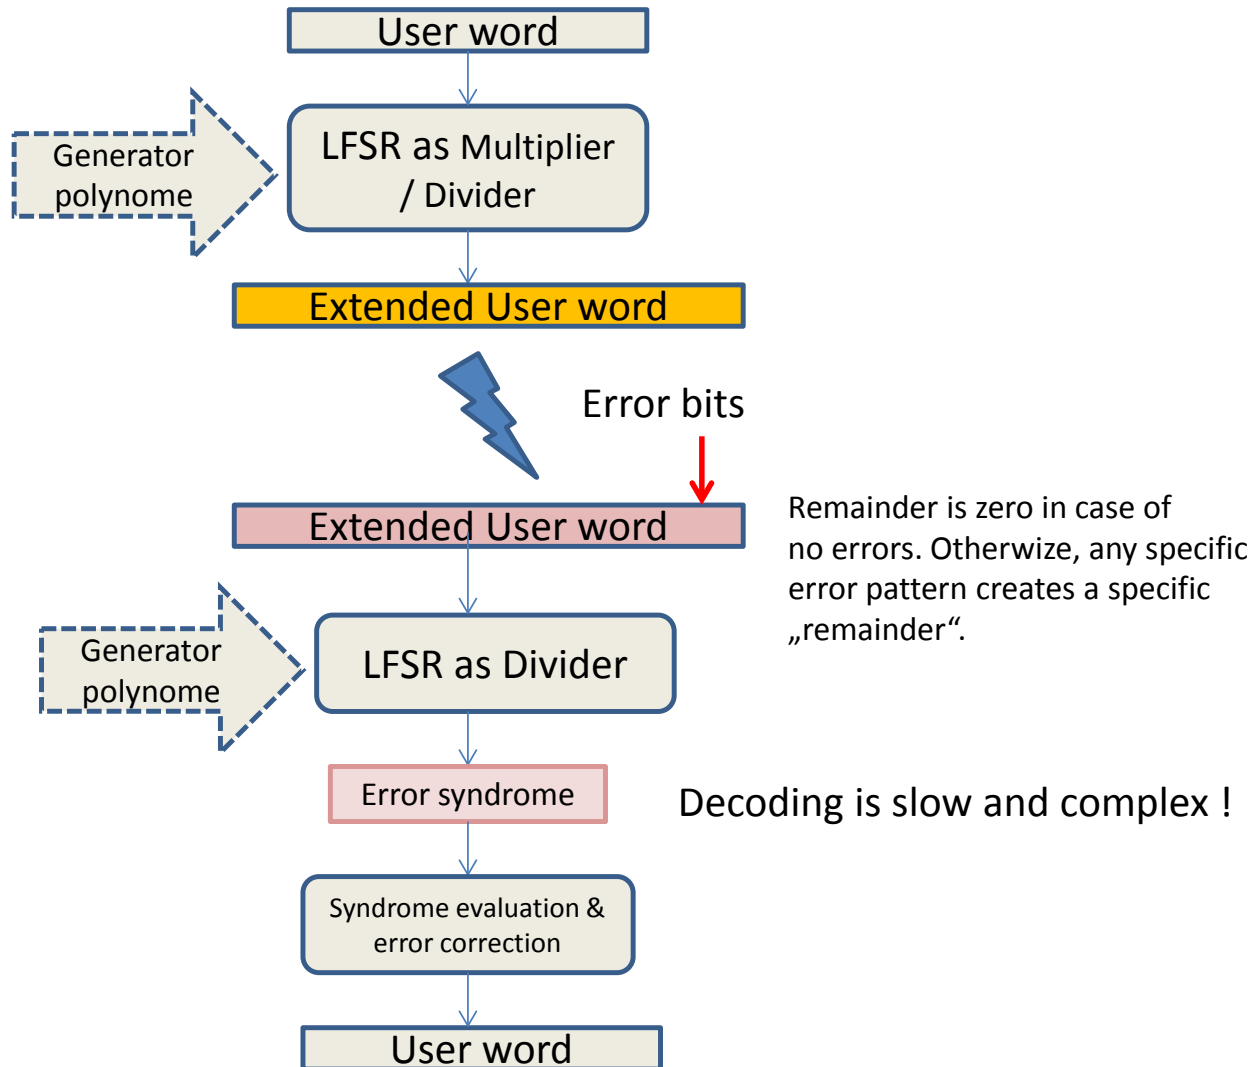 User word
LFSR as Multiplier
/ Divider
Generator
polynome
Extended User word
Error bits
Extended User word
Remainder is zero in case of
no errors. Otherwize, any specific
error pattern creates a specific
„remainder“.
Generator
polynome
LFSR as Divider
Error syndrome
Decoding is slow and complex !
Syndrome evaluation &
error correction
User word